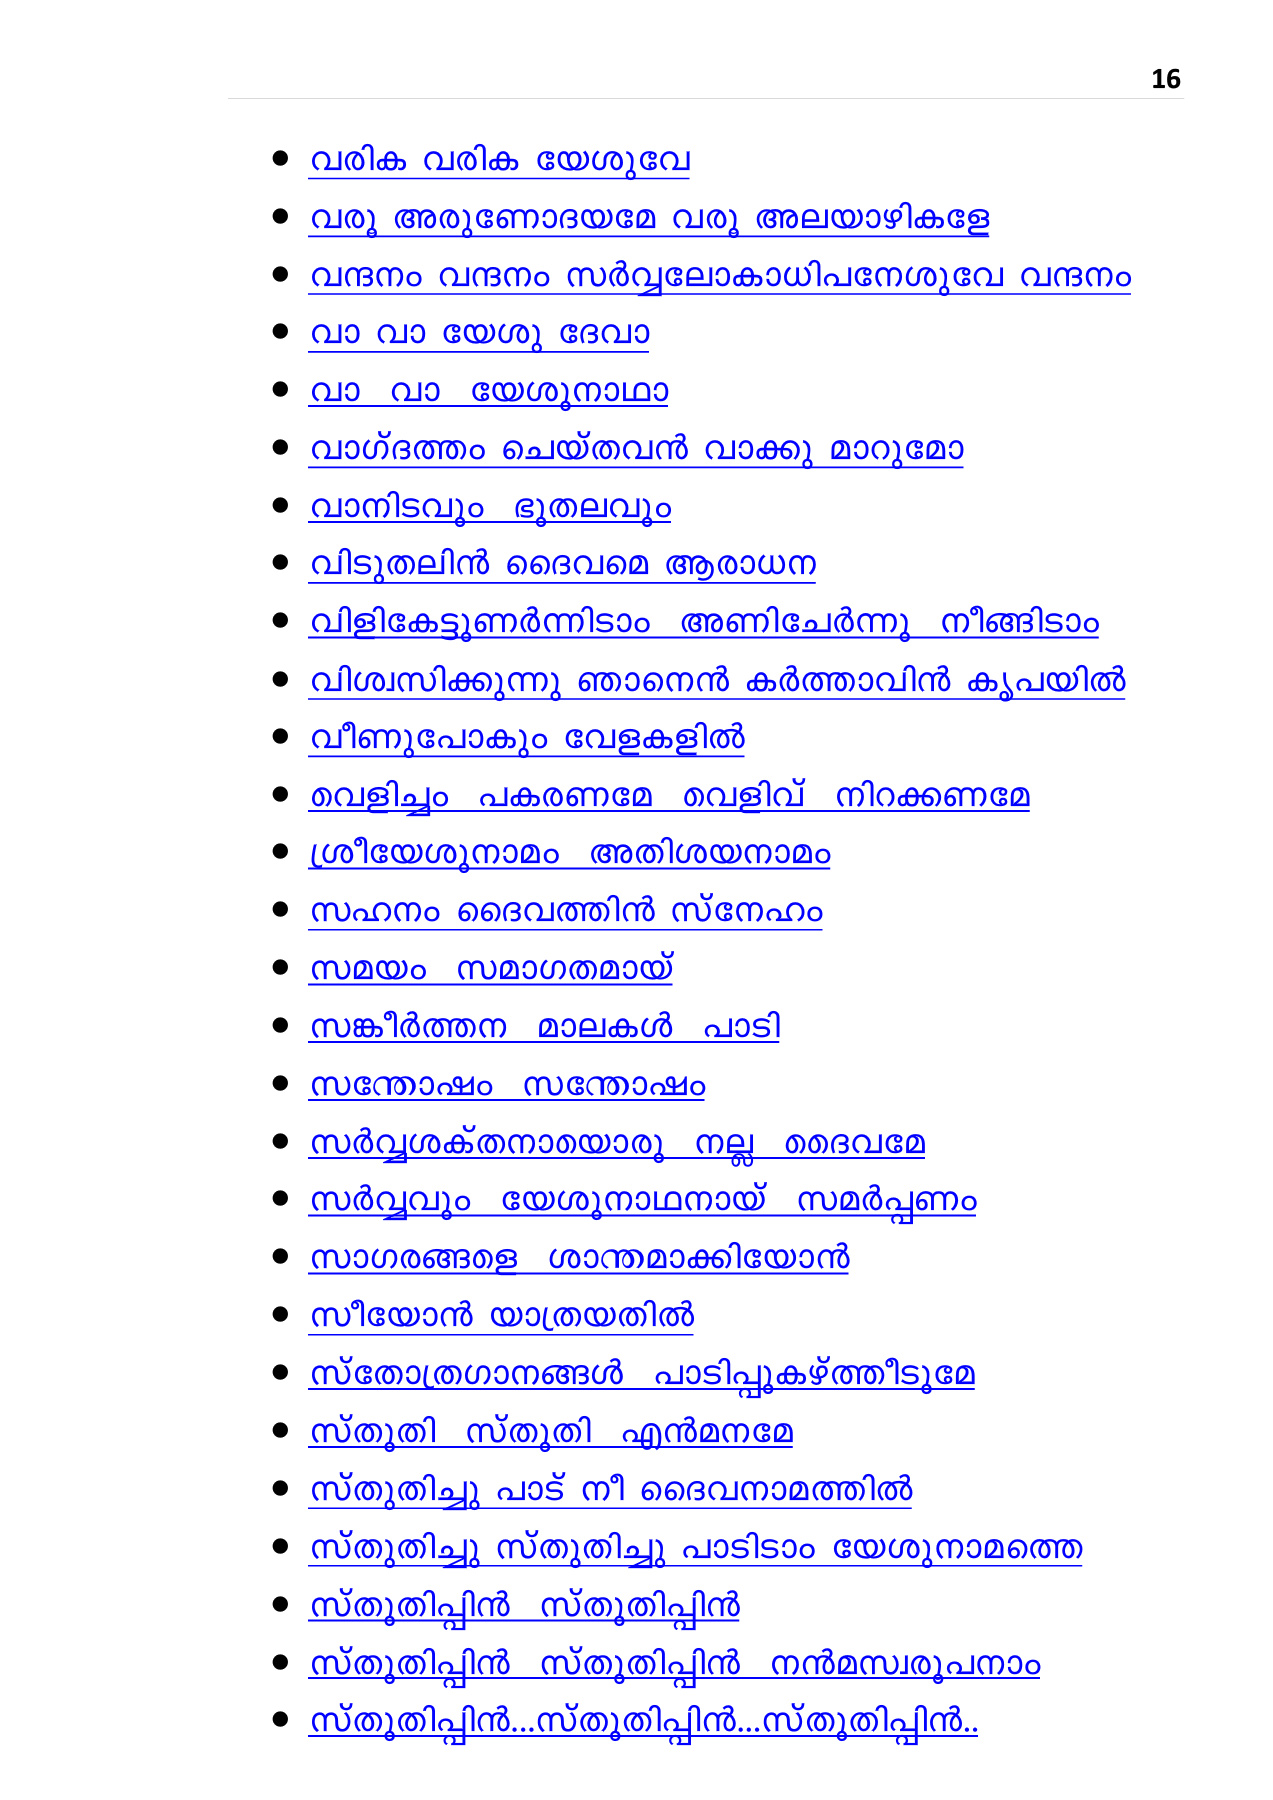 16
• വരിക വരിക യേശുവേ
• വരൂ അരുണോദയമേ വരൂ അലയാഴികളേ
• വന്ദനം വന്ദനം സർവ്വലോകാധിപനേശുവേ വന്ദനം
• വാ വാ യേശു ദേവാ
• വാ വാ യേശുനാഥാ
• വാഗ്ദത്തം ചെയ്തവൻ വാക്കു മാറുമോ
• വാനിടവും ഭൂതലവും
• വിടുതലിൻ ദൈവമെ ആരാധന
• വിളികേട്ടുണർന്നിടാം അണിചേർന്നു നീങ്ങിടാം
• വിശ്വസിക്കുന്നു ഞാനെൻ കർത്താവിൻ കൃപയിൽ
• വീണുപോകും വേളകളിൽ
• വെളിച്ചം പകരണമേ വെളിവ് നിറക്കണമേ
• ശ്രീയേശുനാമം അതിശയനാമം
• സഹനം ദൈവത്തിൻ സ്നേഹം
• സമയം സമാഗതമായ്
• സങ്കീർത്തന മാലകൾ പാടി
• സന്തോഷം സന്തോഷം
• സർവ്വശക്തനായൊരു നല്ല ദൈവമേ
• സർവ്വവും യേശുനാഥനായ് സമർപ്പണം
• സാഗരങ്ങളെ ശാന്തമാക്കിയോൻ
• സീയോൻ യാത്രയതിൽ
• സ്തോത്രഗാനങ്ങൾ പാടിപ്പുകഴ്ത്തീടുമേ
• സ്തുതി സ്തുതി എൻമനമേ
• സ്തുതിച്ചു പാട് നീ ദൈവനാമത്തിൽ
• സ്തുതിച്ചു സ്തുതിച്ചു പാടിടാം യേശുനാമത്തെ
• സ്തുതിപ്പിൻ സ്തുതിപ്പിൻ
• സ്തുതിപ്പിൻ സ്തുതിപ്പിൻ നൻമസ്വരൂപനാം
• സ്തുതിപ്പിൻ...സ്തുതിപ്പിൻ...സ്തുതിപ്പിൻ..